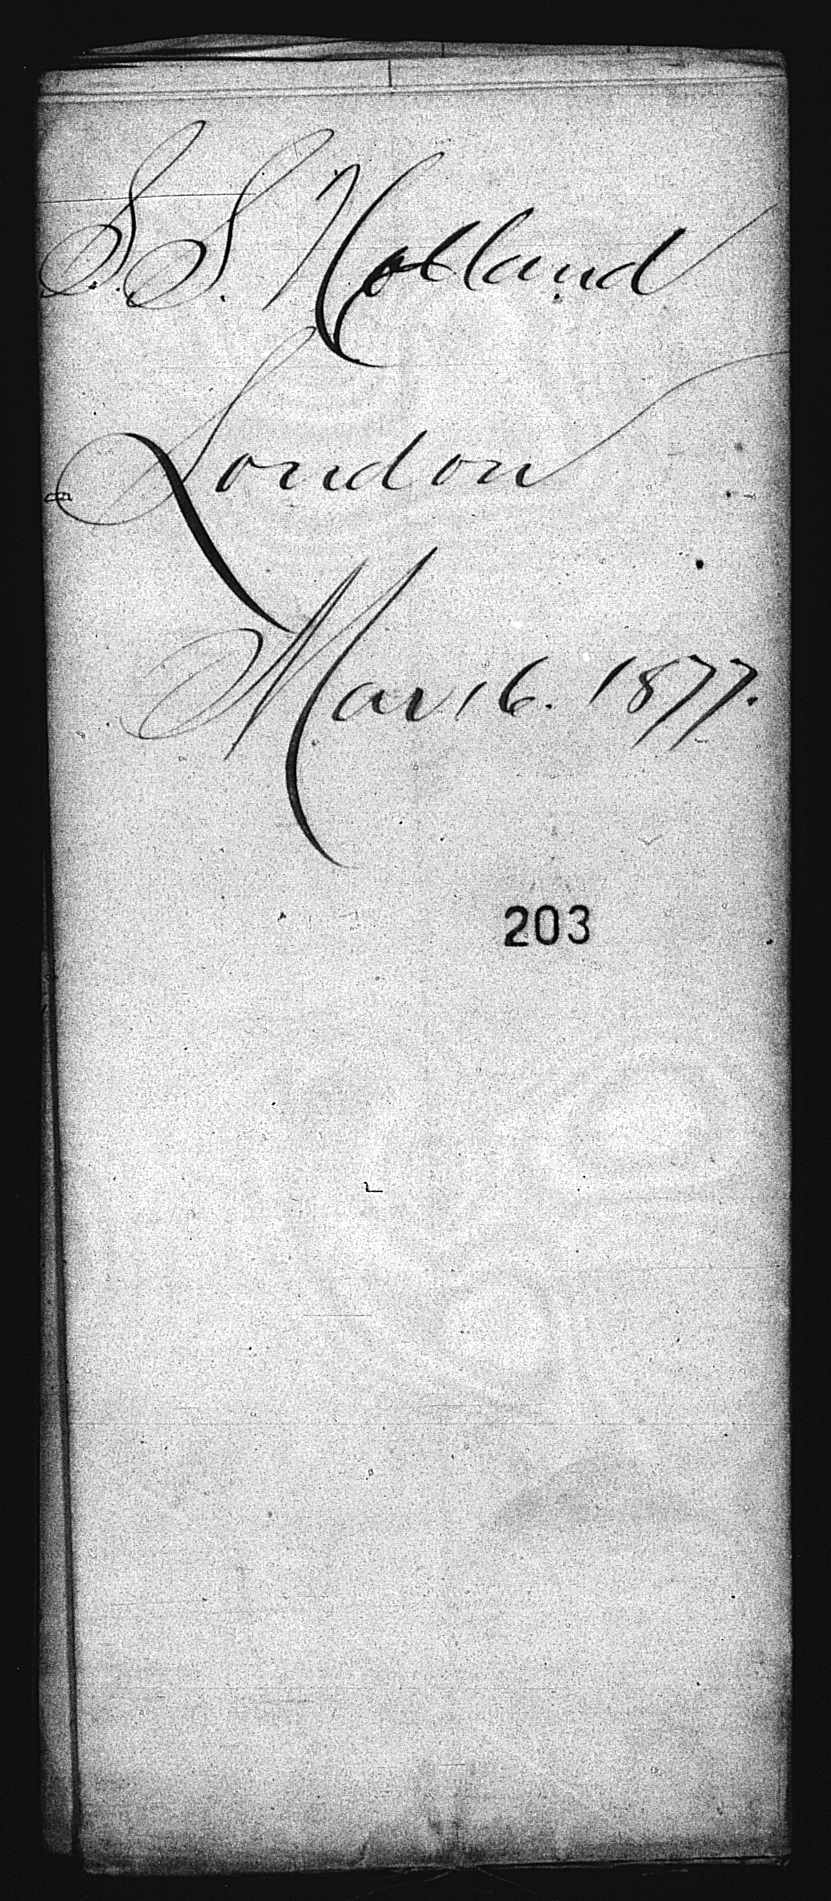 S. S. Holland
London
Mar 16. 1877.
203